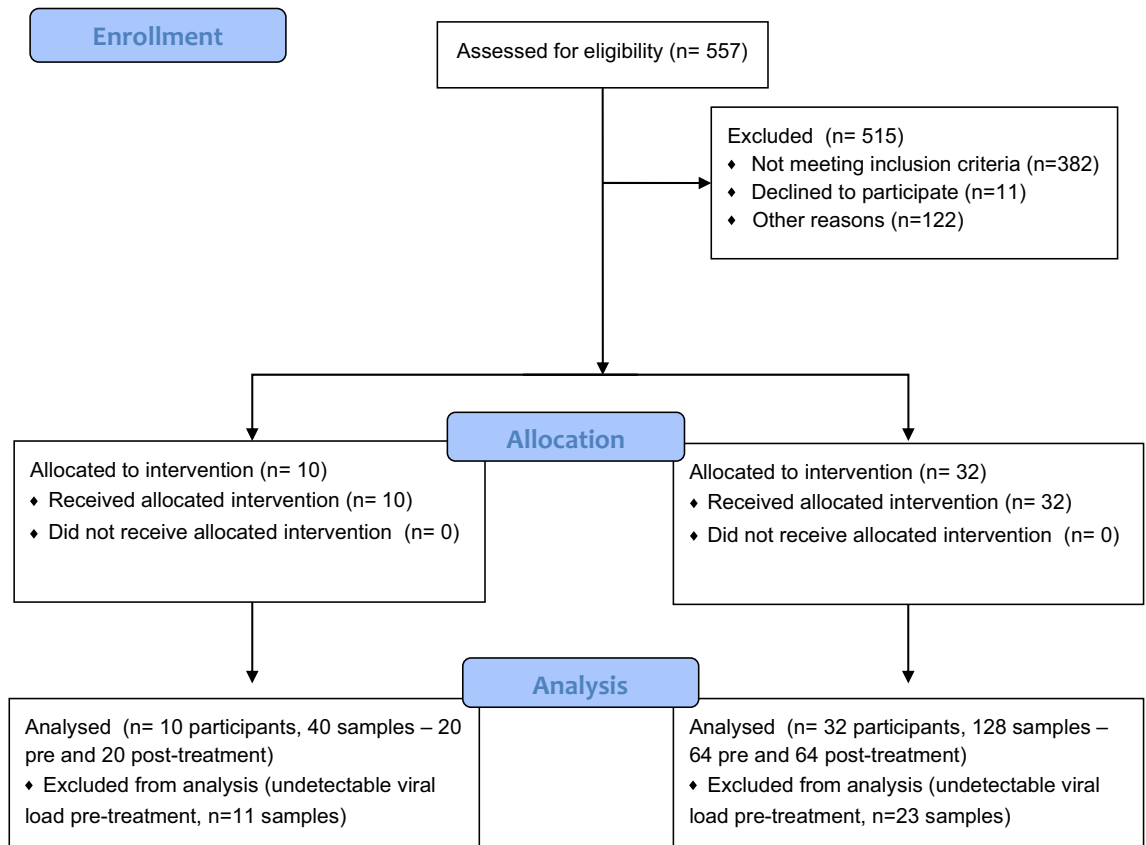 Enrollment
Assessed for eligibility (n= 557)
Excluded (n= 515)
♦ Not meeting inclusion criteria (n=382)
♦ Declined to participate (n=11)
♦ Other reasons (n=122)
Allocation
Allocated to intervention (n= 10)
♦ Received allocated intervention (n= 10)
♦ Did not receive allocated intervention (n= 0)
Allocated to intervention (n= 32)
♦ Received allocated intervention (n= 32)
♦ Did not receive allocated intervention (n= 0)
Analysis
Analysed (n= 10 participants, 40 samples – 20
pre and 20 post-treatment)
♦ Excluded from analysis (undetectable viral
load pre-treatment, n=11 samples)
Analysed (n= 32 participants, 128 samples –
64 pre and 64 post-treatment)
♦ Excluded from analysis (undetectable viral
load pre-treatment, n=23 samples)